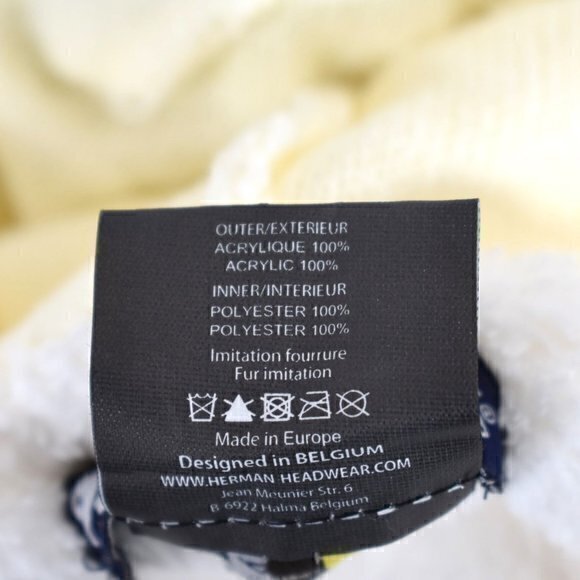 OUTER/EXTERIEUR
ACRYLIQUE 100%
ACRYLIC 100%
INNER/INTERIEUR
POLYESTER 100%
POLYESTER 100%
Imitation fourrure
Fur imitation
Made in Europe
Designed in BELGIUM
WWW.HERMAN HEADWEAR.COM
Jean Meunier Str. 6
B-6922 Halma Belgium